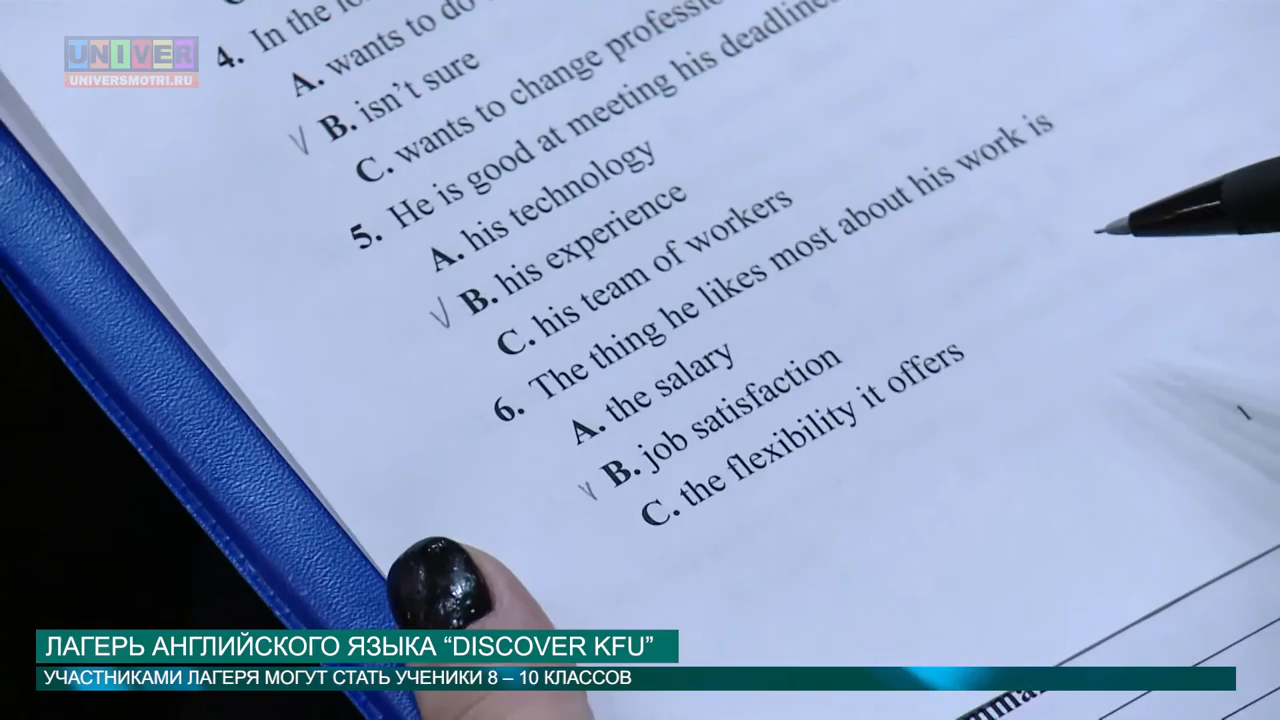 UNIVER
UNIVERSMOTRI.RU
4. In the
A. wants to do
B. isn't sure
C. wants to change
5. He is good at meeting his deadlines
A. his technology
B. his experience
C. his team of workers
6. The thing he likes most about his work is
A. the salary
B. job satisfaction
C. the flexibility it offers
ЛАГЕРЬ АНГЛИЙСКОГО ЯЗЫКА “DISCOVER KFU”
УЧАСТНИКАМИ ЛАГЕРЯ МОГУТ СТАТЬ УЧЕНИКИ 8 – 10 КЛАССОВ